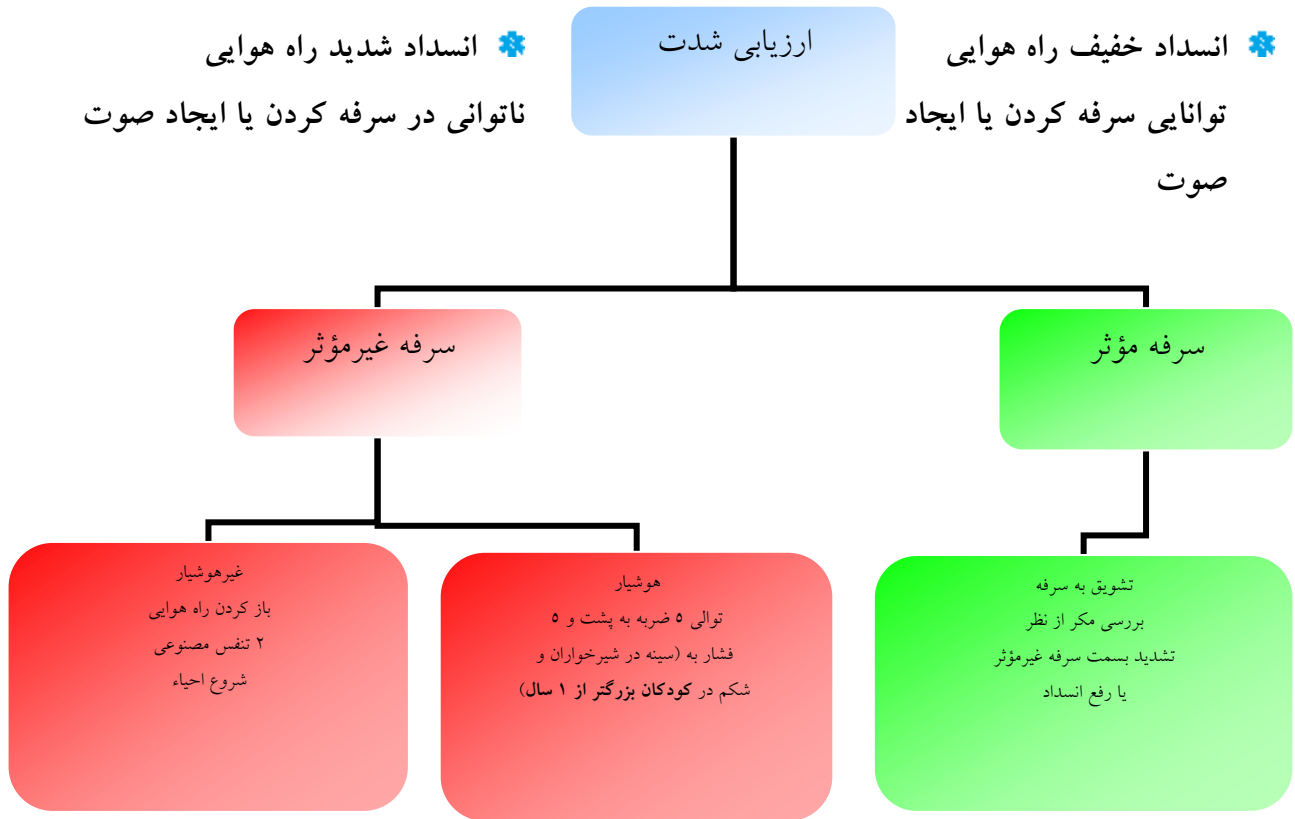 ارزیابی شدت
انسداد خفیف راه هوایی
توانایی سرفه کردن یا ایجاد
صوت
انسداد شدید راه هوایی
ناتوانی در سرفه کردن یا ایجاد صوت
سرفه مؤثر
سرفه غیرمؤثر
تشویق به سرفه
بررسی مکر از نظر
تشدید بسمت سرفه غیرمؤثر
یا رفع انسداد
هوشیار
توالی ۵ ضربه به پشت و ۵
فشار به (سینه در شیرخواران و
شکم در کودکان بزرگتر از ۱ سال)
غیرهوشیار
باز کردن راه هوایی
۲ تنفس مصنوعی
شروع احیاء